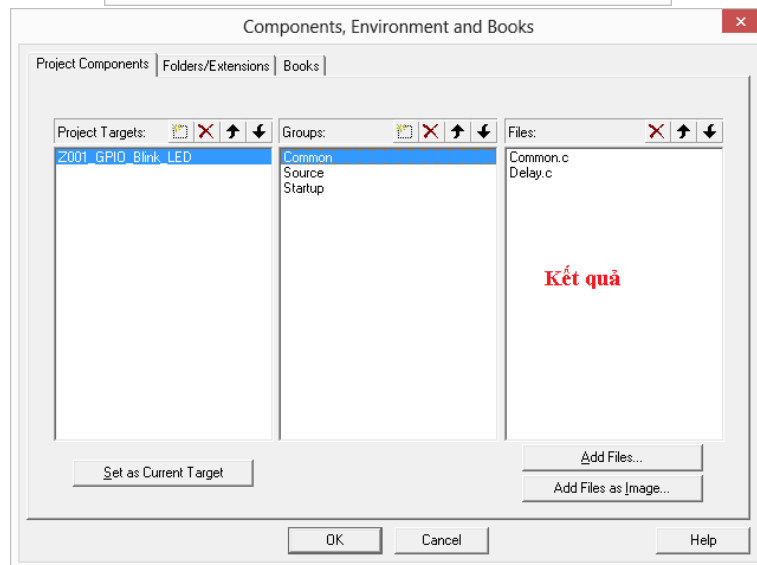 Components, Environment and Books
Project Components Folders/Extensions Books
Project Targets: Groups: Files:
Z001_GPIO_Blink_LED
Common
Source
Startup
Common.c
Delay.c
Kết quả
Set as Current Target
Add Files...
Add Files as Image...
OK Cancel Help